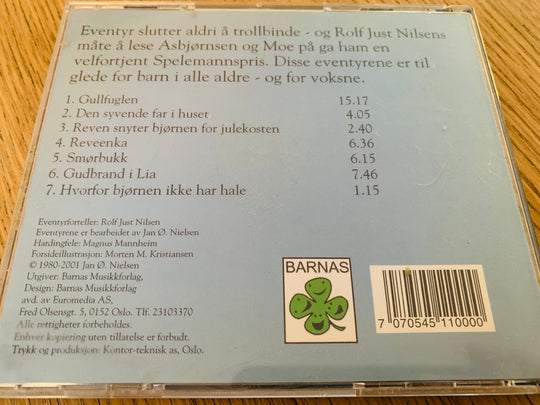 Eventyr slutter aldri å trollbinde - og Rolf Just Nilsens
måte å lese Asbjørnsen og Moe på ga ham en
velfortjent Spelemannspris. Disse eventyrene er til
glede for barn i alle aldre - og for voksne.
1. Gullfuglen 15.17
2. Den syvende far i huset 4.05
3. Reven snyter bjørnen for julekosten 2.40
4. Reveenka 6.36
5. Smørbukk 6.15
6. Gudbrand i Lia 7.46
7. Hvorfor bjørnen ikke har hale 1.15
Eventyrforteller: Rolf Just Nilsen
Eventyrene er bearbeidet av Jan Ø. Nielsen
Hardingfele: Magnus Mannheim
Forsideillustrasjon: Morten M. Kristiansen
© 1980-2001 Jan Ø. Nielsen
Utgiver: Barnas Musikkforlag,
Design: Barnas Musikkforlag
avd. av Euromedia AS,
Fred Olsensgt. 5, 0152 Oslo. Tlf. 23103370
Alle rettigheter forbeholdes.
Enhver kopiering uten tillatelse er forbudt.
Trykk og produksjon: Kontor-teknisk as, Oslo.
BARNAS
7 070545 110000